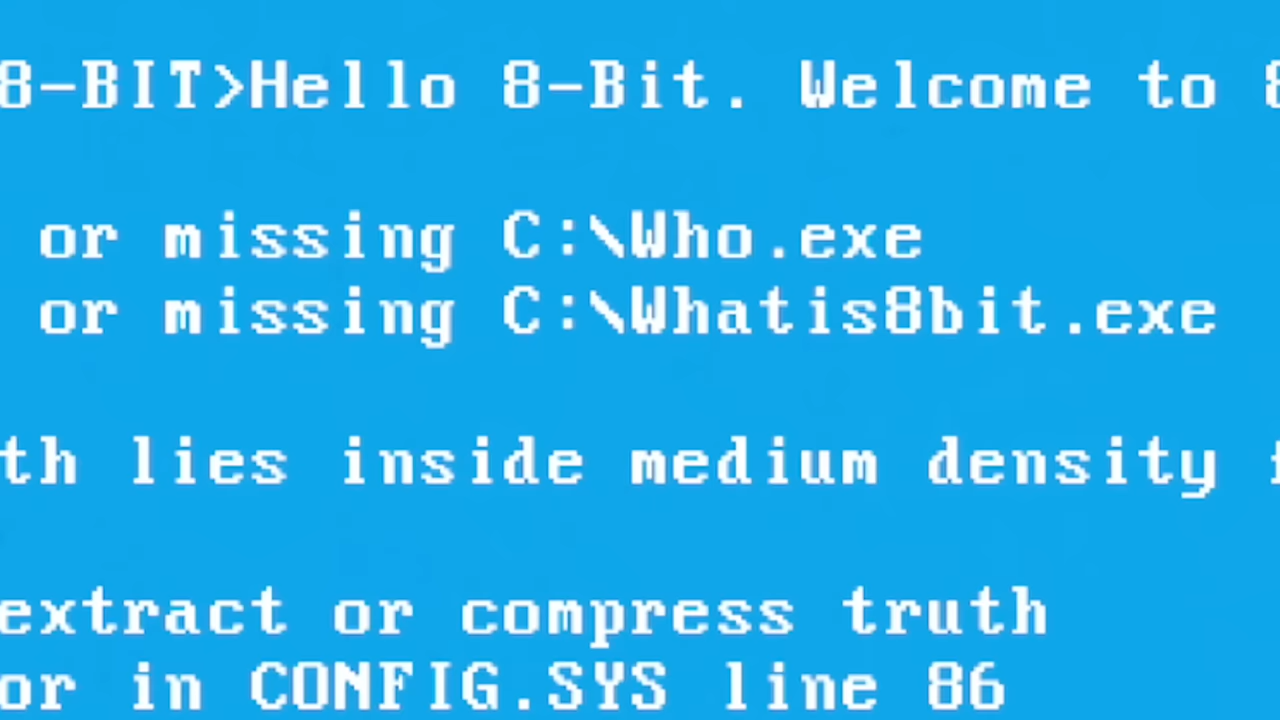 8-BIT>Hello 8-Bit. Welcome to
or missing C:\Who.exe
or missing C:\Whatis8bit.exe
th lies inside medium density
extract or compress truth
or in CONFIG.SYS line 86